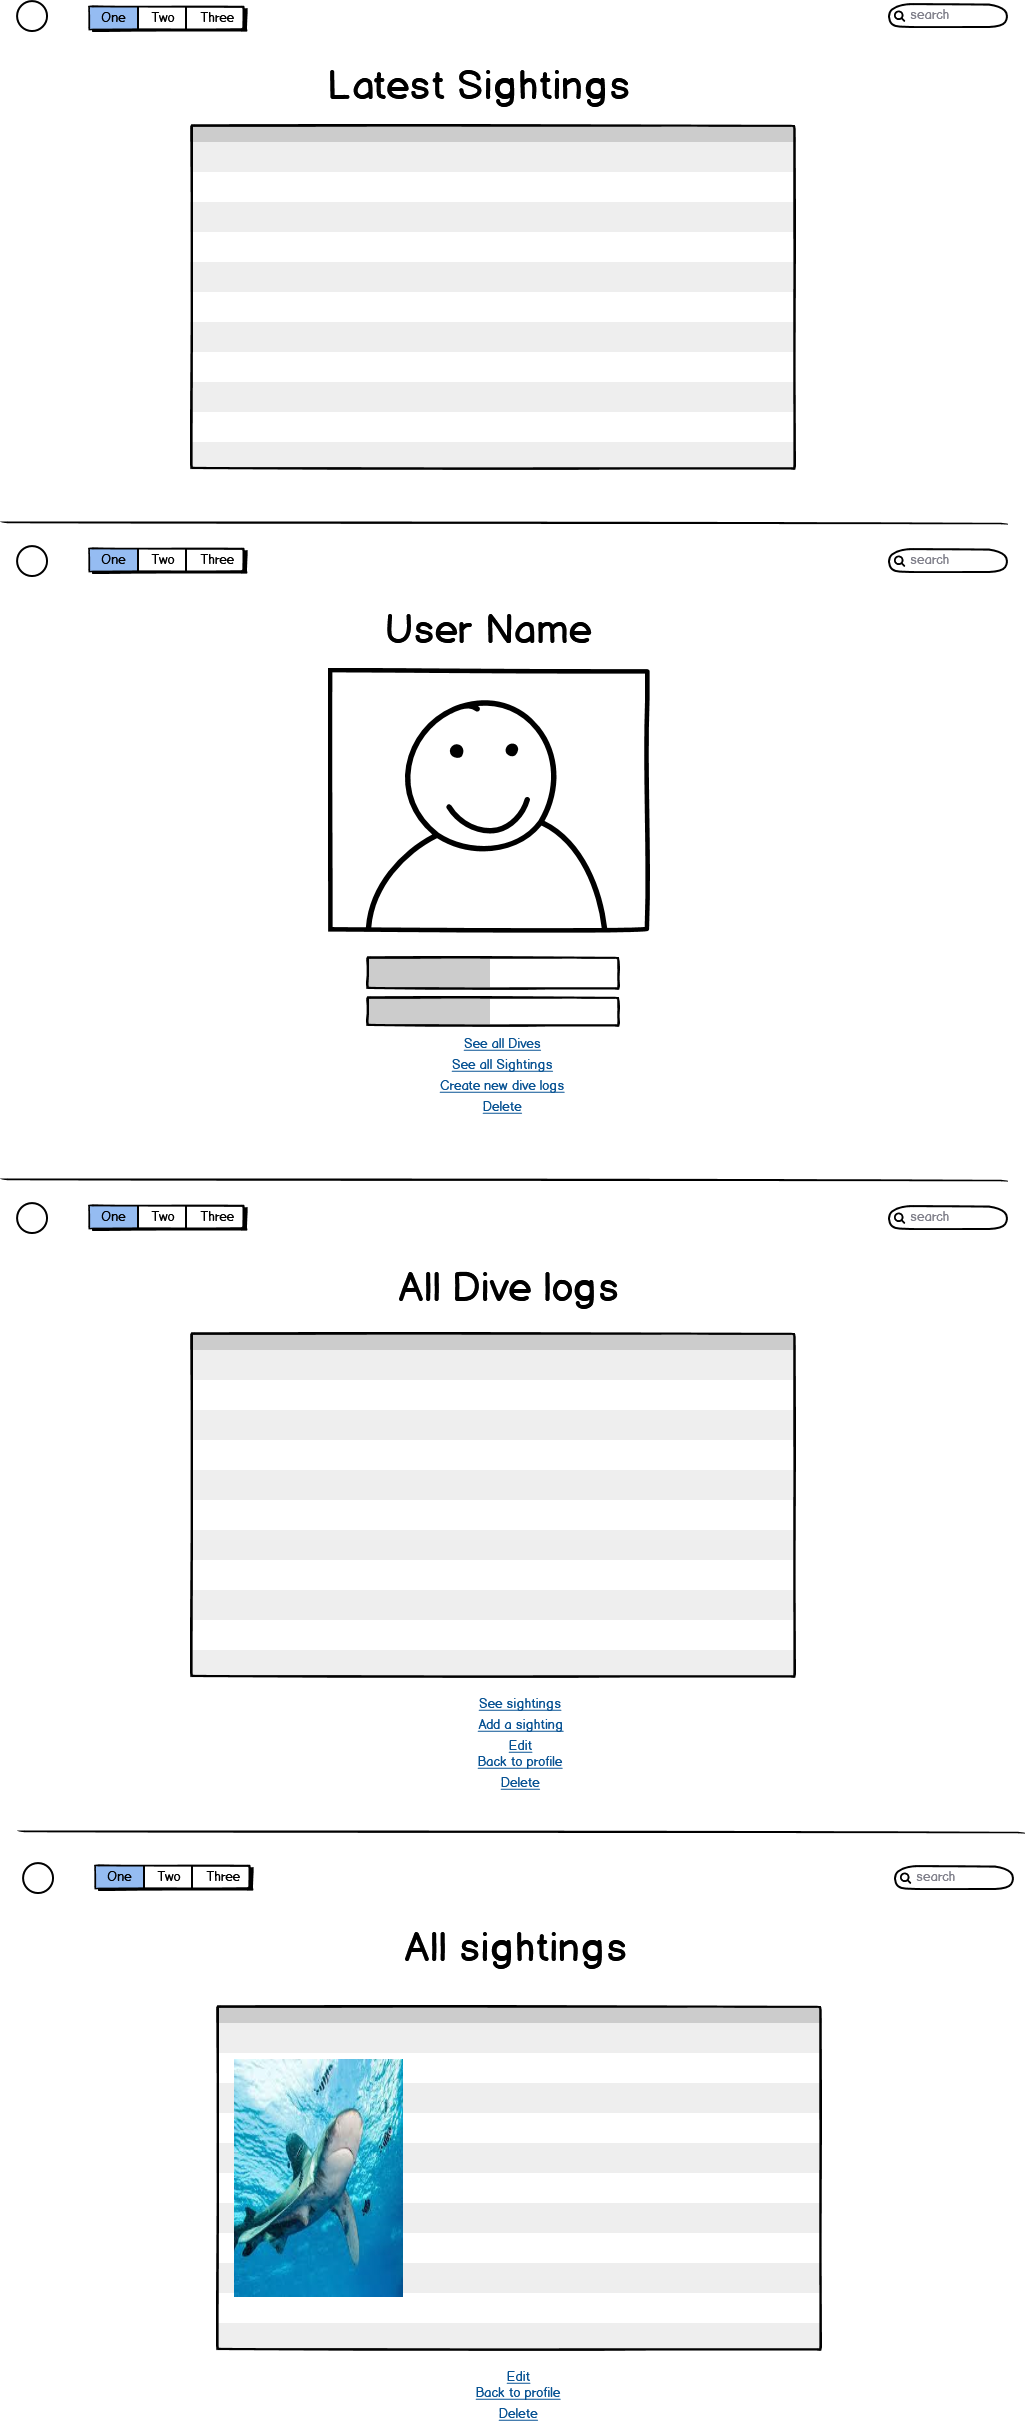 One Two Three search
Latest Sightings
One Two Three search
User Name
See all Dives
See all Sightings
Create new dive logs
Delete
One Two Three search
All Dive logs
See sightings
Add a sighting
Edit
Back to profile
Delete
One Two Three search
All sightings
Edit
Back to profile
Delete